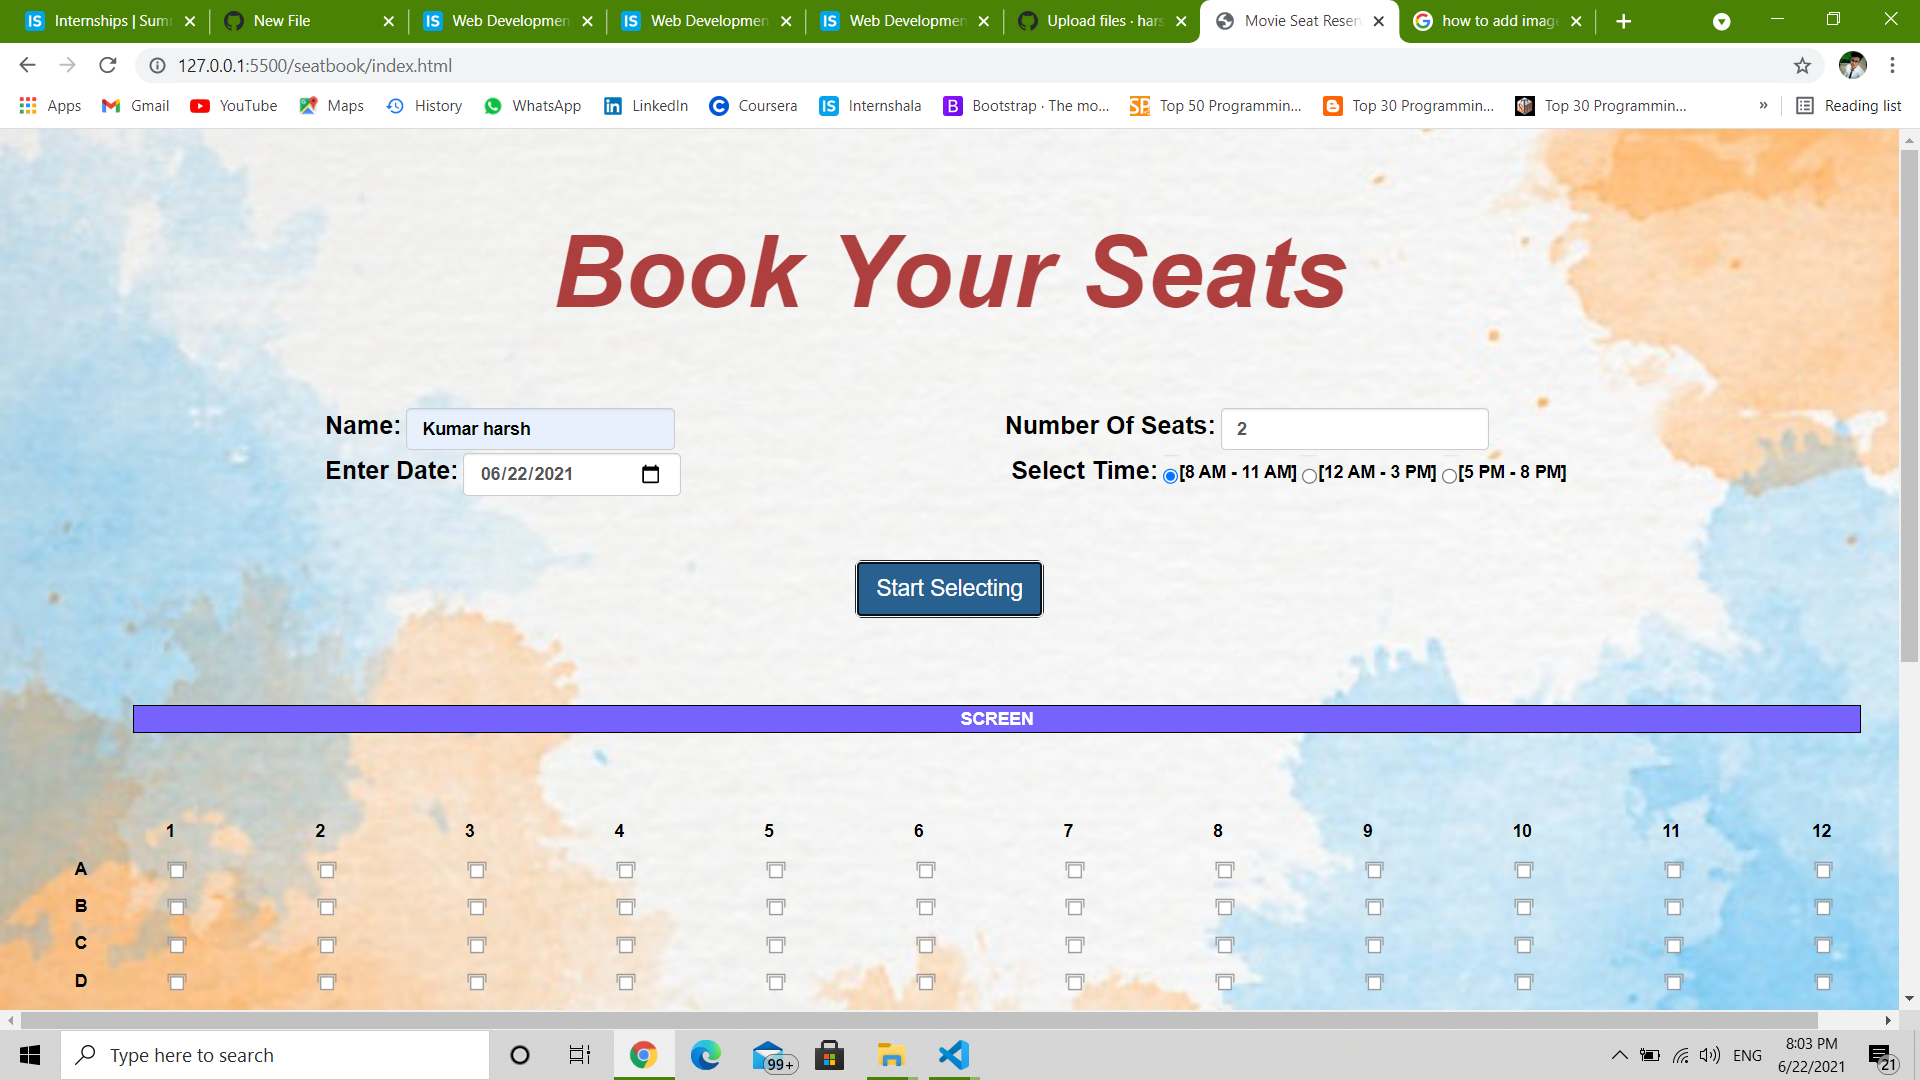 Internships | Sum
New File
Web Developmen
Web Developmen
Web Developmen
Upload files · hars
Movie Seat Reser
how to add imag
127.0.0.1:5500/seatbook/index.html
Apps
Gmail
YouTube
Maps
History
WhatsApp
LinkedIn
Coursera
Internshala
Bootstrap · The mo...
Top 50 Programmin...
Top 30 Programmin...
Top 30 Programmin...
»
Reading list
Book Your Seats
Name: Kumar harsh
Number Of Seats: 2
Enter Date: 06/22/2021
Select Time: [8 AM - 11 AM] [12 AM - 3 PM] [5 PM - 8 PM]
Start Selecting
SCREEN
1 2 3 4 5 6 7 8 9 10 11 12
A
B
C
D
Type here to search
99+
ENG
8:03 PM
6/22/2021
21